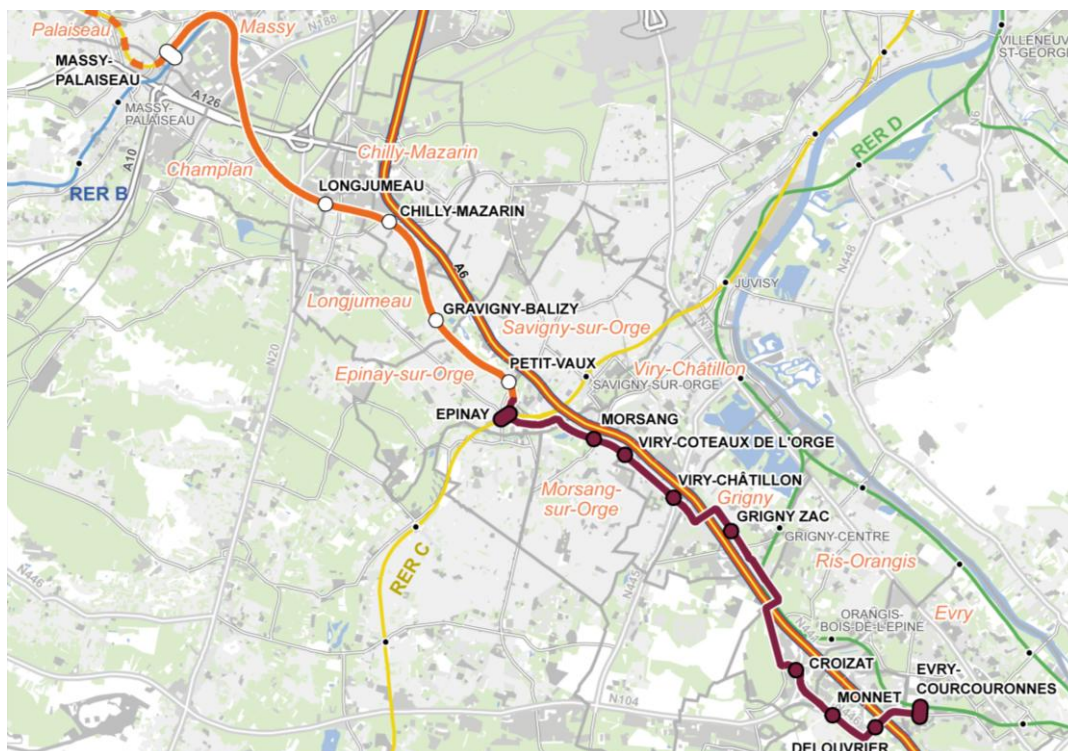 Palaiseau
Massy
N188
MASSY-
PALAISEAU
A126
MASSY-
PALAISEAU
A10
VILLENEUV
ST-GEORGE
RER D
Champlan
Chilly-Mazarin
RER B
LONGJUMEAU
CHILLY-MAZARIN
A6
N448
JUVISY
Longjumeau
GRAVIGNY-BALIZY
Savigny-sur-Orge
N20
Epinay-sur-Orge
PETIT-VAUX
Viry-Châtillon
SAVIGNY-SUR-ORGE
EPINAY
MORSANG
VIRY-COTEAUX DE L'ORGE
VIRY-CHÂTILLON
Morsang-
sur-Orge
Grigny
GRIGNY ZAC
GRIGNY-CENTRE
RER C
N446
N445
Ris-Orangis
ORANGIS-
BOIS-DE-L'EPINE
Evry
CROIZAT
EVRY-
COURCOURONNES
MONNET
N104
N446
DELOUVRIER